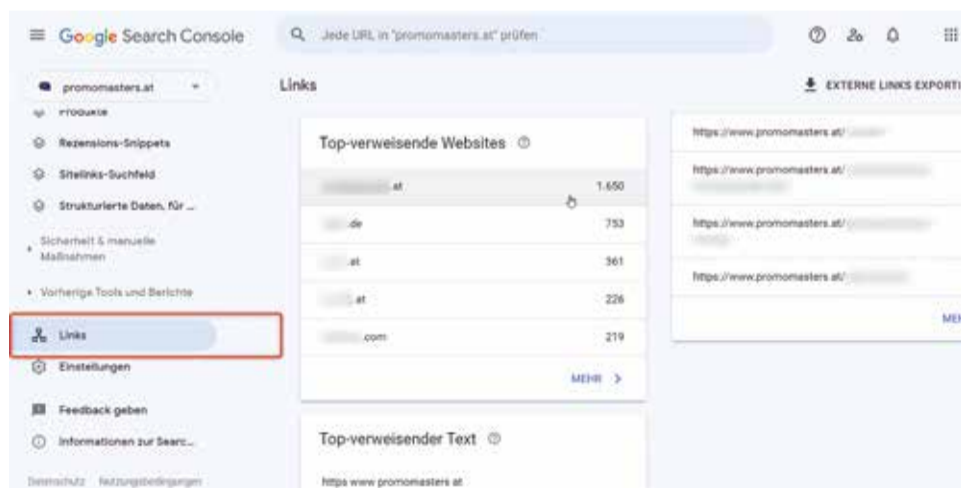 Google Search Console
Jede URL in "promomasters.at" prüfen
promomasters.at
Links
EXTERNE LINKS EXPORTI
Produkte
Rezensions-Snippets
Sitelinks-Suchfeld
Strukturierte Daten, für ...
Sicherheit & manuelle
Maßnahmen
Vorherige Tools und Berichte
Links
Einstellungen
Feedback geben
Informationen zur Searc...
Datenschutz Nutzungsbedingungen
Top-verweisende Websites
.at 1.650
.de 753
.at 361
.at 226
.com 219
MEHR
Top-verweisender Text
https www promomasters at
https://www.promomasters.at/
https://www.promomasters.at/
https://www.promomasters.at/
https://www.promomasters.at/
MEH